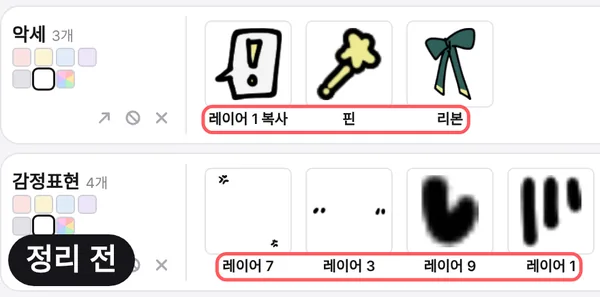 악세 3개
레이어 1 복사
핀
리본
감정표현 4개
정리 전
레이어 7
레이어 3
레이어 9
레이어 1